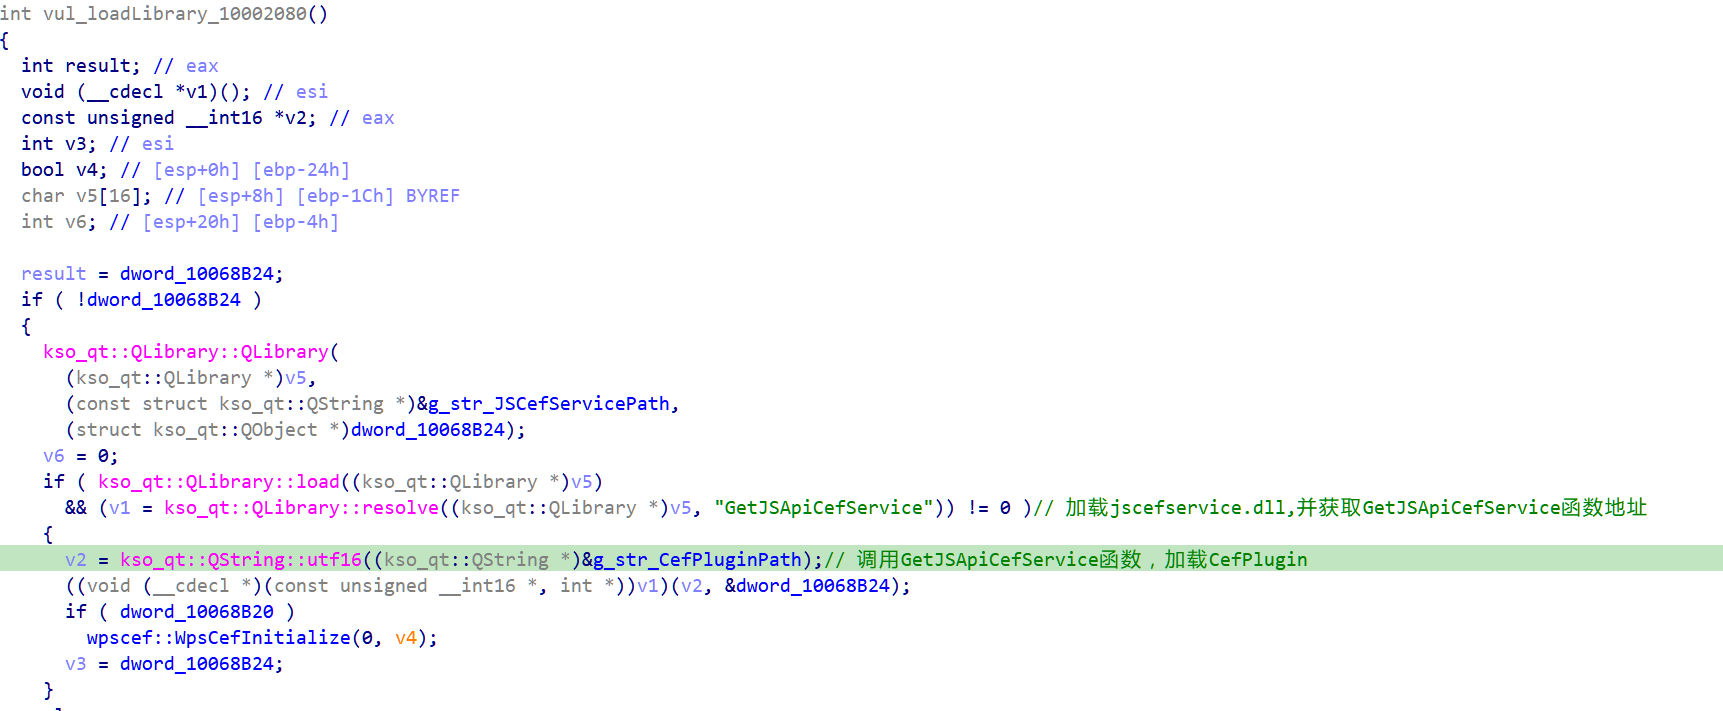 int vul_loadLibrary_10002080()
{
  int result; // eax
  void (__cdecl *v1)(); // esi
  const unsigned __int16 *v2; // eax
  int v3; // esi
  bool v4; // [esp+0h] [ebp-24h]
  char v5[16]; // [esp+8h] [ebp-1Ch] BYREF
  int v6; // [esp+20h] [ebp-4h]

  result = dword_10068B24;
  if ( !dword_10068B24 )
  {
    kso_qt::QLibrary::QLibrary(
      (kso_qt::QLibrary *)v5,
      (const struct kso_qt::QString *)&g_str_JSCefServicePath,
      (struct kso_qt::QObject *)dword_10068B24);
    v6 = 0;
    if ( kso_qt::QLibrary::load((kso_qt::QLibrary *)v5)
      && (v1 = kso_qt::QLibrary::resolve((kso_qt::QLibrary *)v5, "GetJSApiCefService")) != 0 )// 加载jscefservice.dll,并获取GetJSApiCefService函数地址
    {
      v2 = kso_qt::QString::utf16((kso_qt::QString *)&g_str_CefPluginPath);// 调用GetJSApiCefService函数，加载CefPlugin
      ((void (__cdecl *)(const unsigned __int16 *, int *))v1)(v2, &dword_10068B24);
      if ( dword_10068B20 )
        wpscef::WpsCefInitialize(0, v4);
      v3 = dword_10068B24;
    }